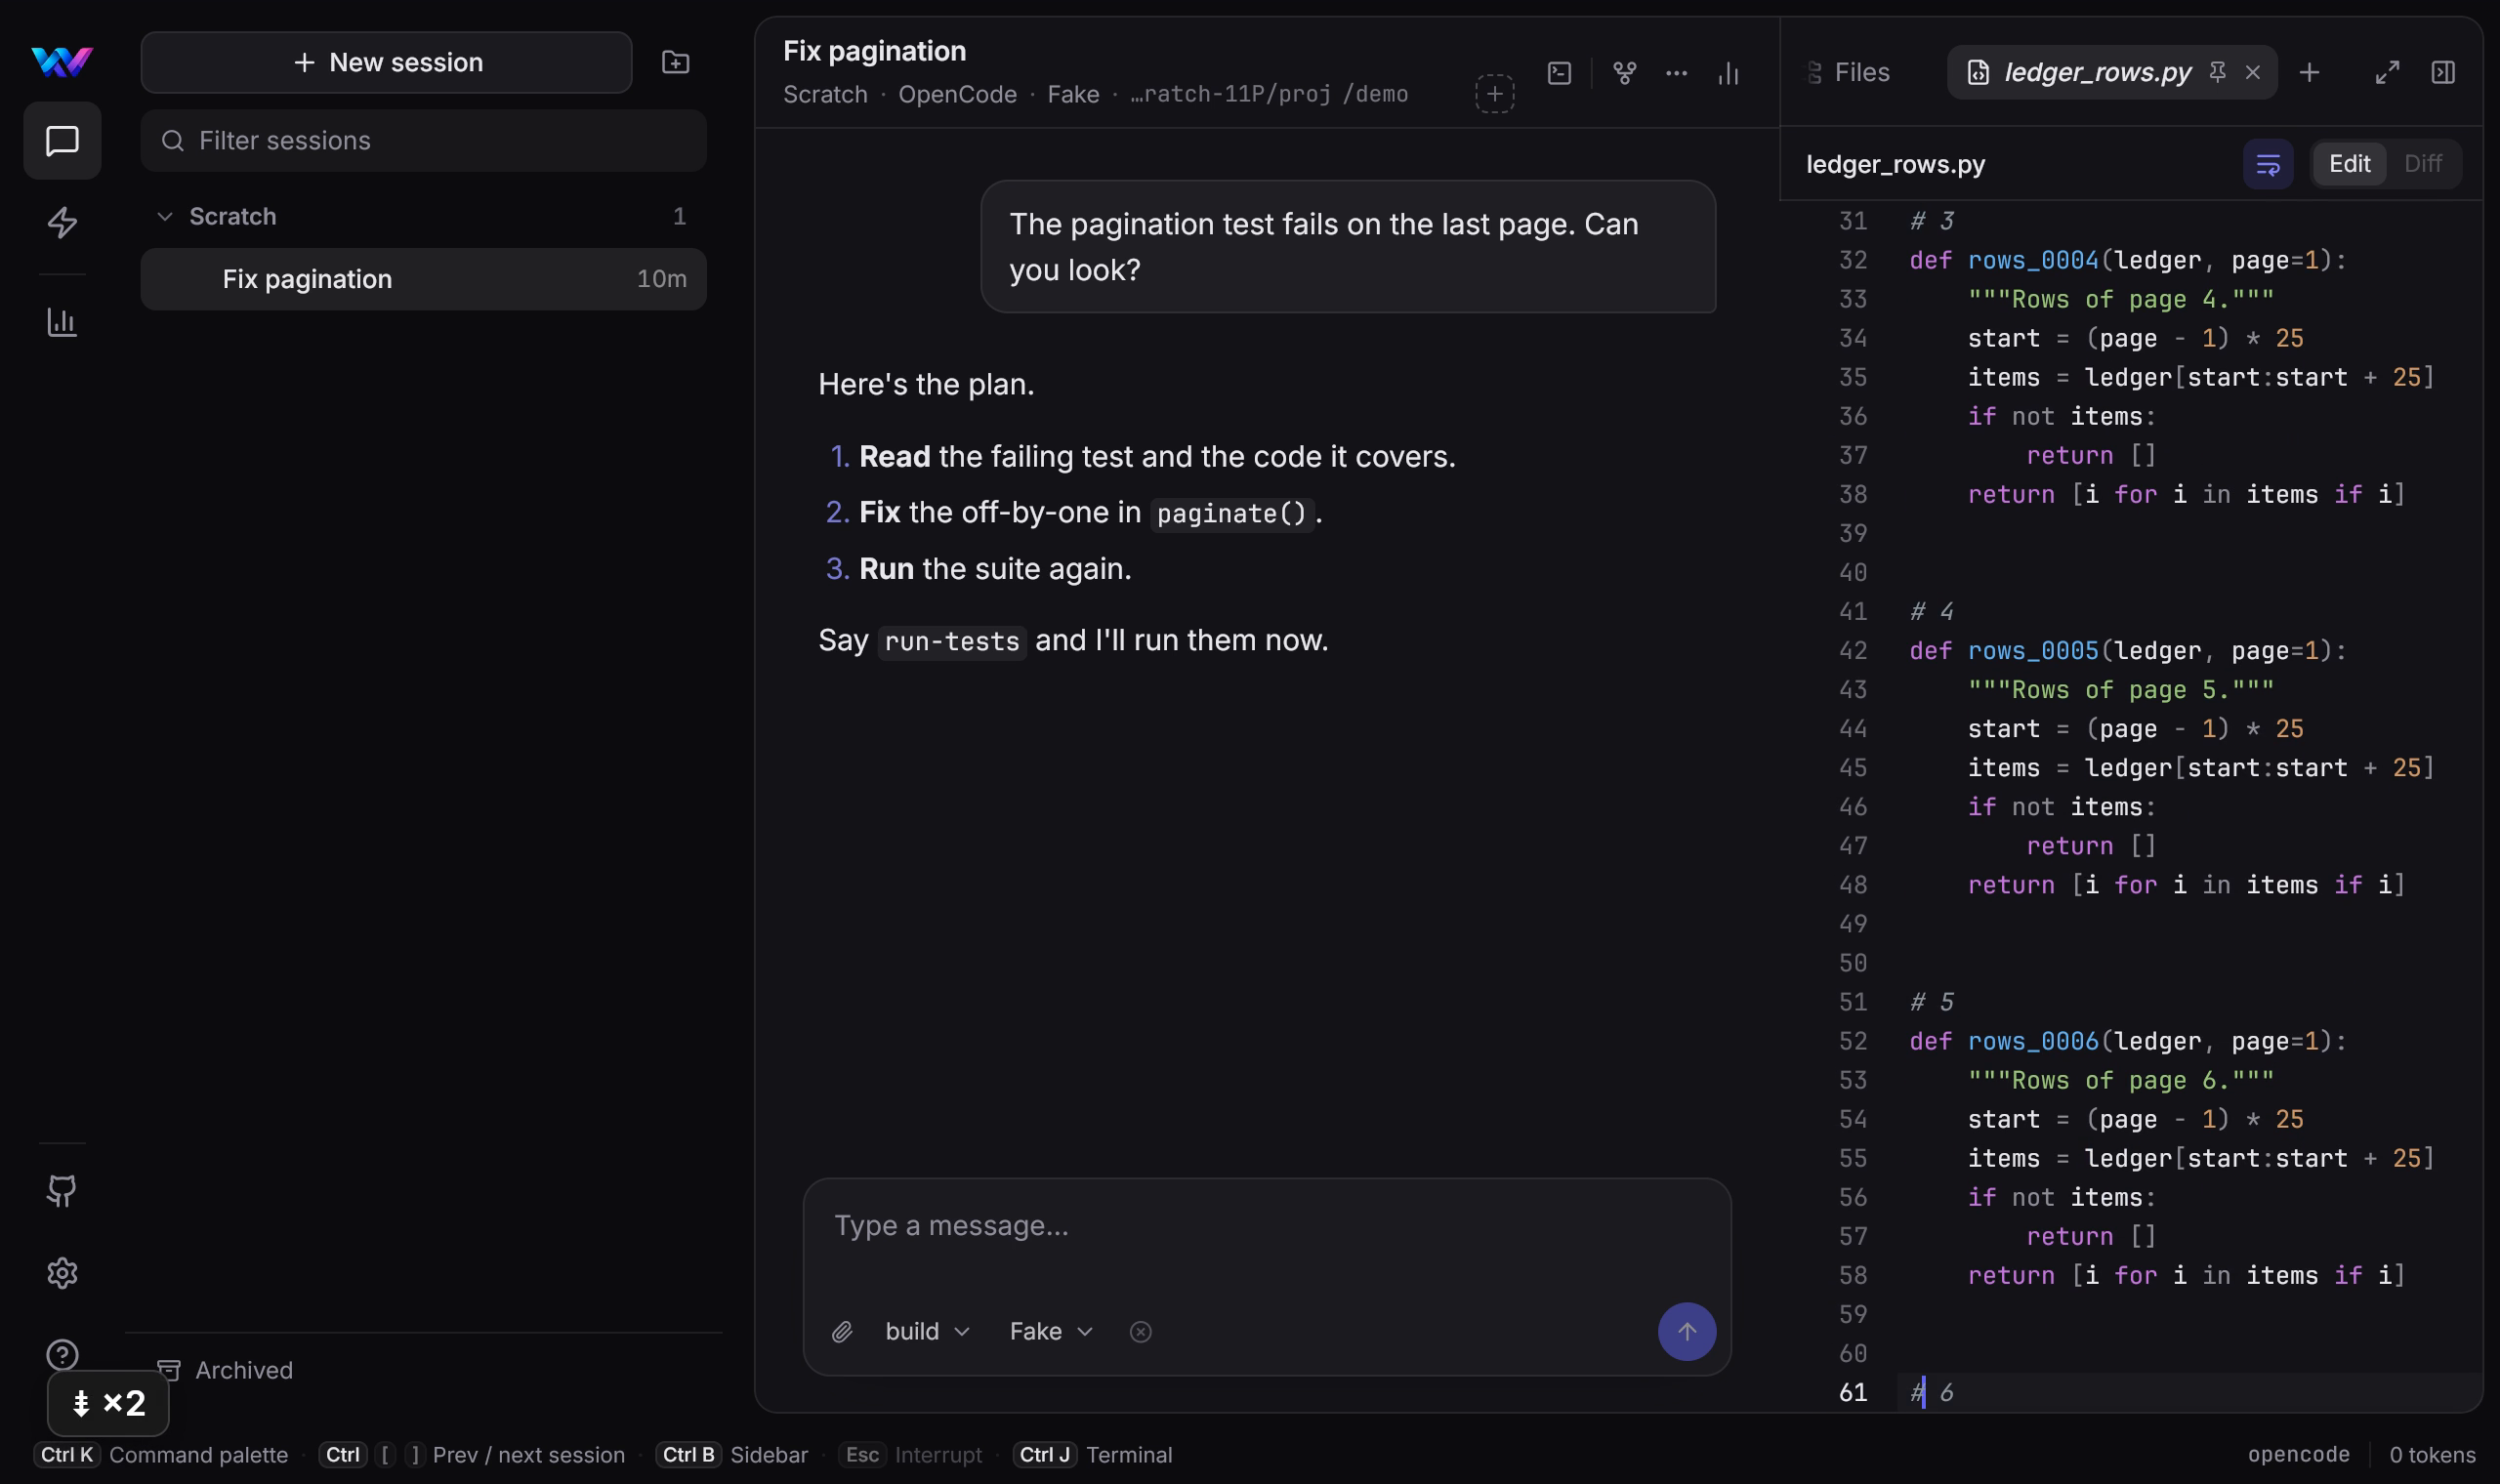 New session
Filter sessions
Scratch 1
Fix pagination 10m
Archived
⇟ ×2
Fix pagination
Scratch · OpenCode · Fake · …ratch-11P/proj /demo
The pagination test fails on the last page. Can
you look?
Here's the plan.
1. Read the failing test and the code it covers.
2. Fix the off-by-one in paginate().
3. Run the suite again.
Say run-tests and I'll run them now.
Type a message...
build Fake
Files ledger_rows.py
ledger_rows.py Edit Diff
31 # 3
32 def rows_0004(ledger, page=1):
33     """Rows of page 4."""
34     start = (page - 1) * 25
35     items = ledger[start:start + 25]
36     if not items:
37         return []
38     return [i for i in items if i]
39
40
41 # 4
42 def rows_0005(ledger, page=1):
43     """Rows of page 5."""
44     start = (page - 1) * 25
45     items = ledger[start:start + 25]
46     if not items:
47         return []
48     return [i for i in items if i]
49
50
51 # 5
52 def rows_0006(ledger, page=1):
53     """Rows of page 6."""
54     start = (page - 1) * 25
55     items = ledger[start:start + 25]
56     if not items:
57         return []
58     return [i for i in items if i]
59
60
61 # 6
Ctrl K Command palette · Ctrl [ ] Prev / next session · Ctrl B Sidebar · Esc Interrupt · Ctrl J Terminal
opencode 0 tokens